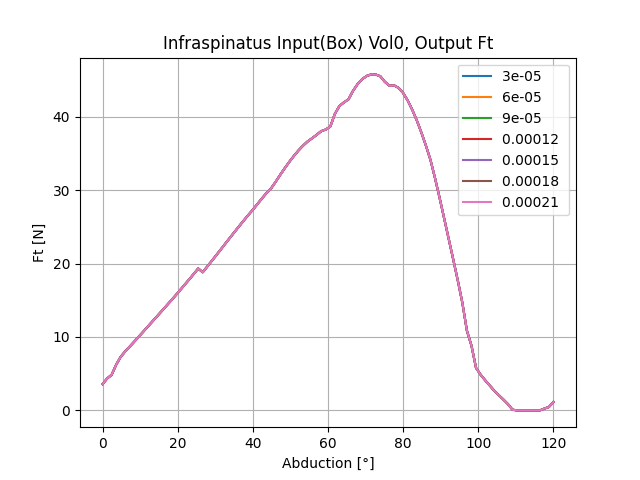 Infraspinatus Input(Box) Vol0, Output Ft
3e-05
6e-05
9e-05
0.00012
0.00015
0.00018
0.00021
40
30
20
10
0
Ft [N]
0 20 40 60 80 100 120
Abduction [°]